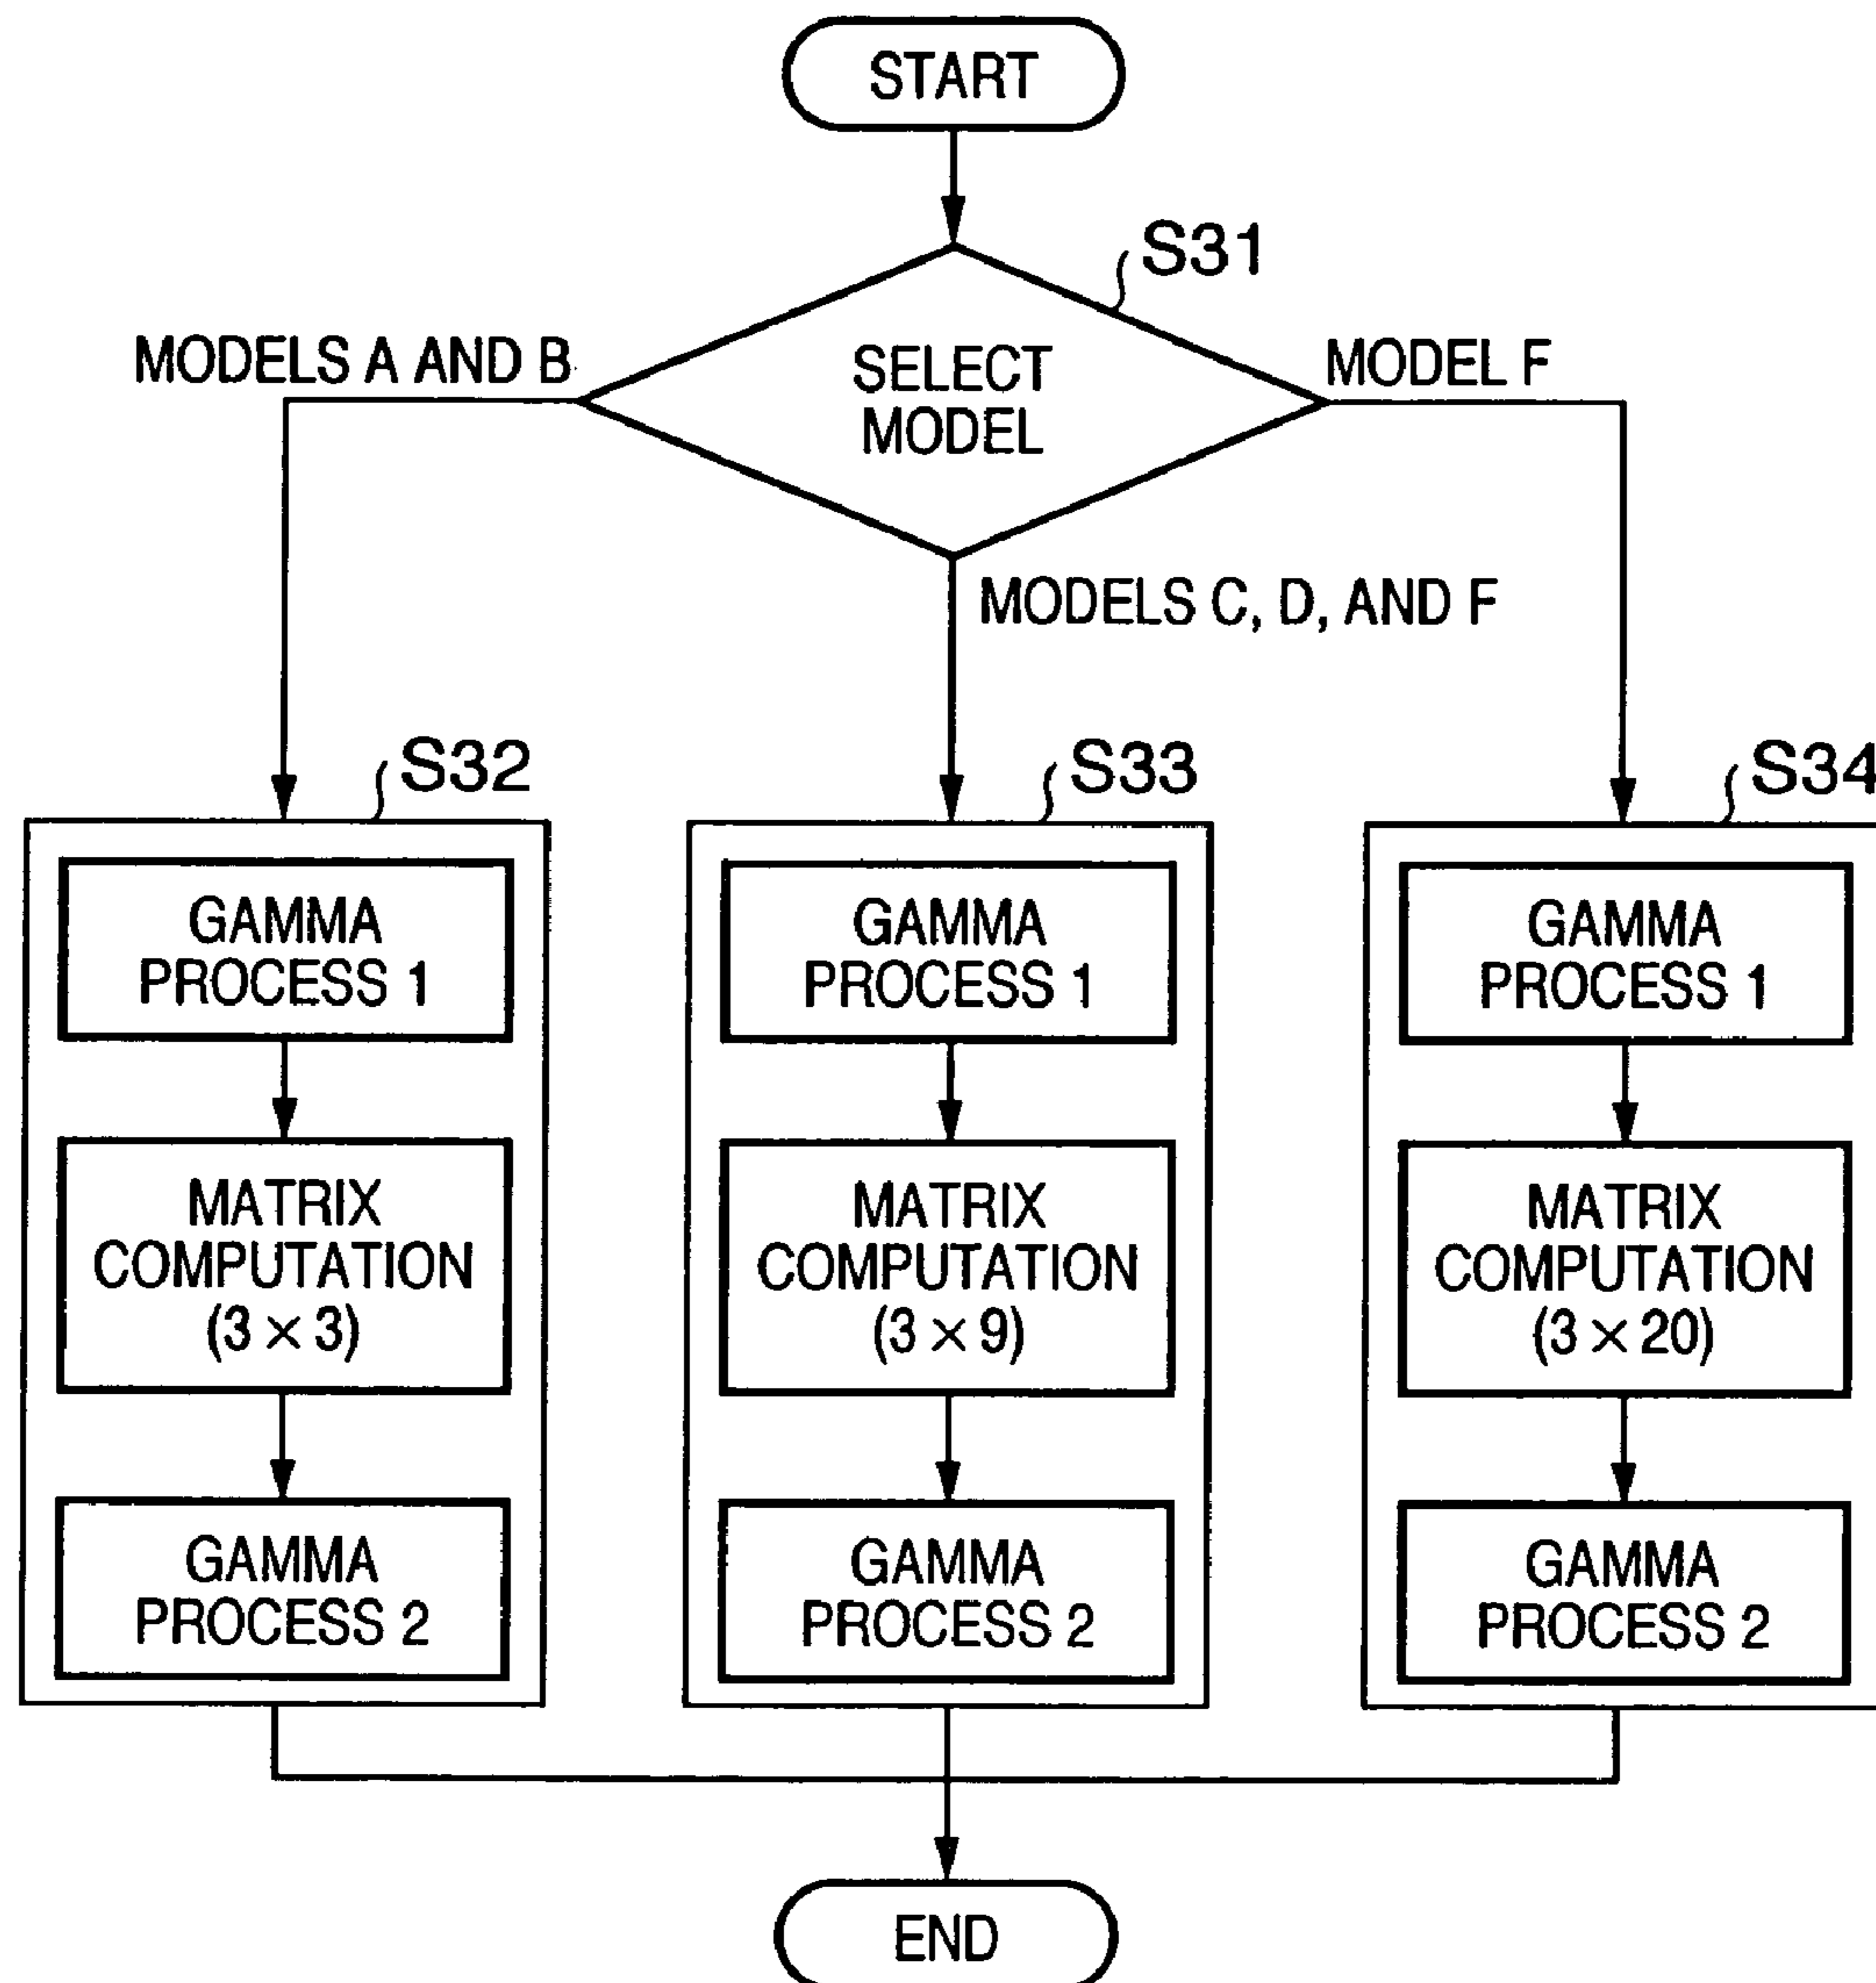 START
S31
MODELS A AND B
SELECT
MODEL
MODEL F
MODELS C, D, AND F
S32
S33
S34
GAMMA
PROCESS 1
MATRIX
COMPUTATION
(3 × 3)
GAMMA
PROCESS 2
GAMMA
PROCESS 1
MATRIX
COMPUTATION
(3 × 9)
GAMMA
PROCESS 2
GAMMA
PROCESS 1
MATRIX
COMPUTATION
(3 × 20)
GAMMA
PROCESS 2
END